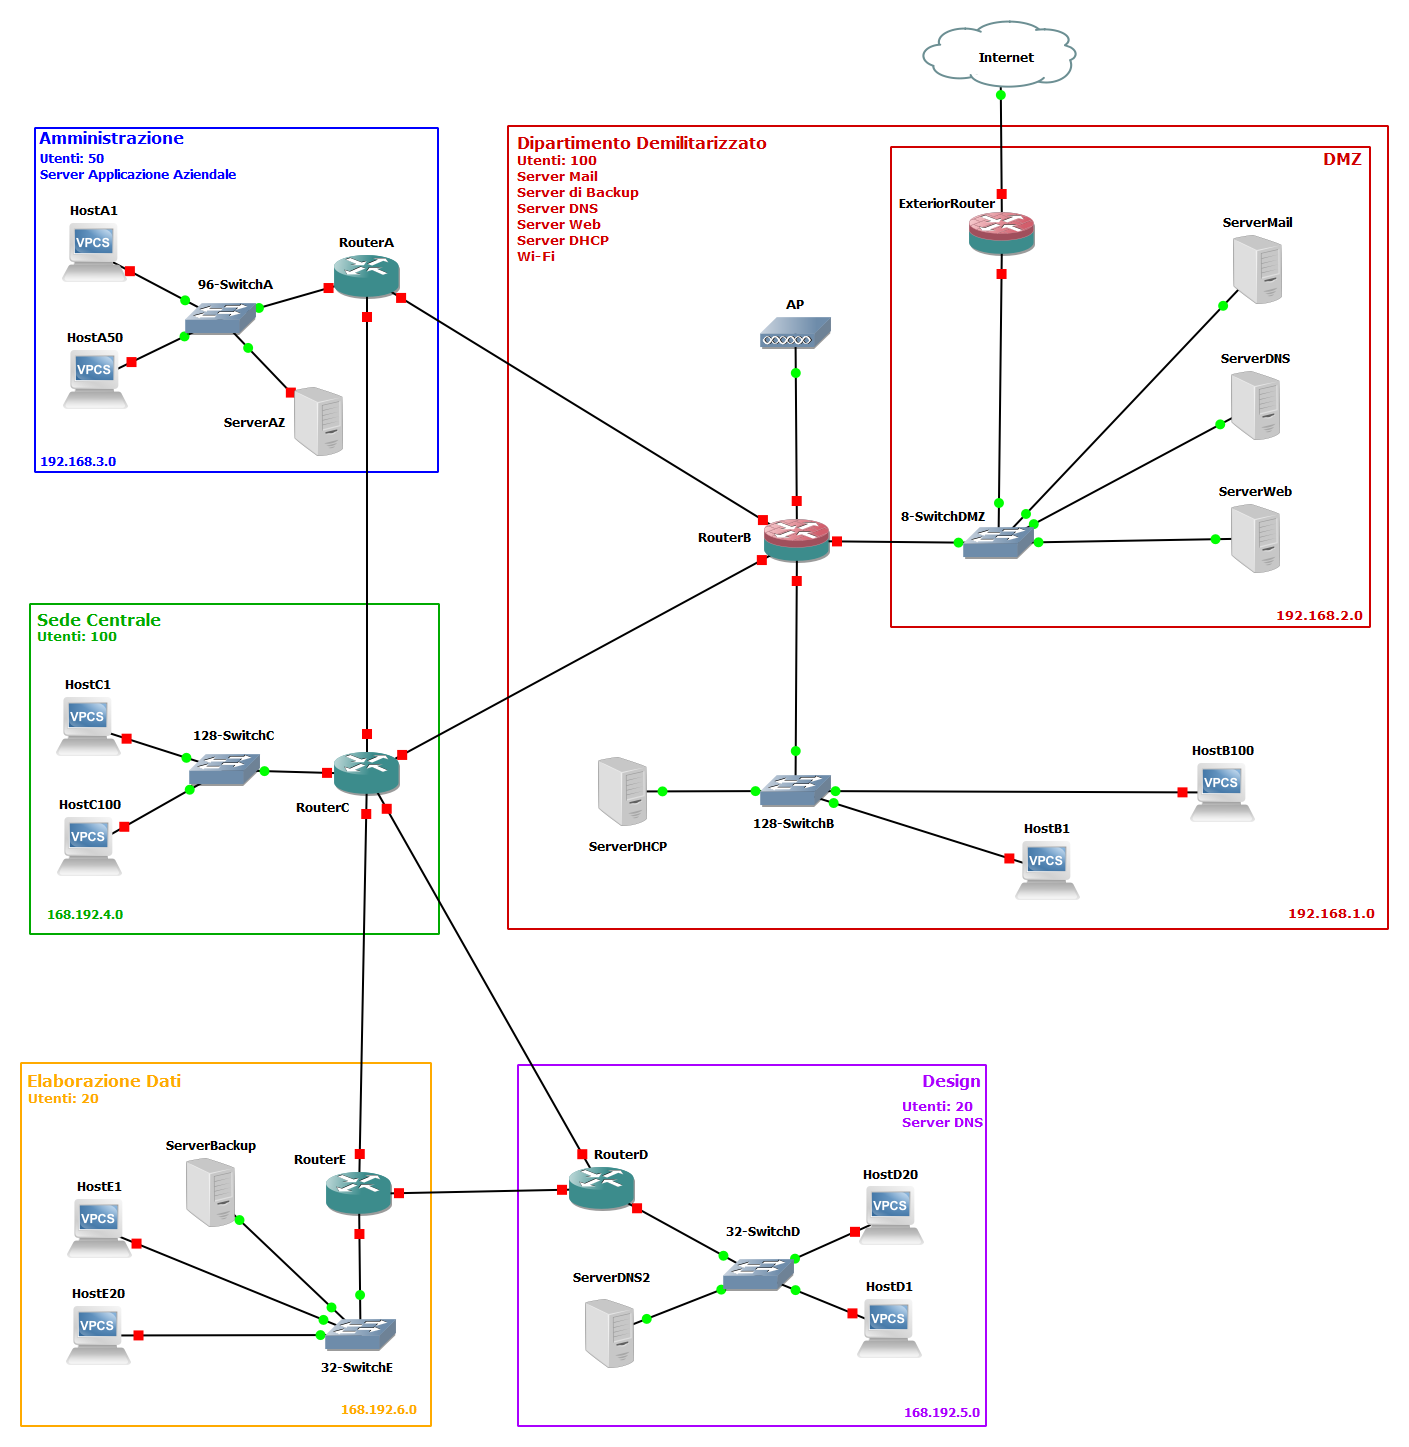 Internet
Amministrazione
Utenti: 50
Server Applicazione Aziendale
HostA1
VPCS
96-SwitchA
RouterA
HostA50
VPCS
ServerAZ
192.168.3.0
Dipartimento Demilitarizzato
Utenti: 100
Server Mail
Server di Backup
Server DNS
Server Web
Server DHCP
Wi-Fi
DMZ
ExteriorRouter
ServerMail
AP
ServerDNS
ServerWeb
8-SwitchDMZ
RouterB
192.168.2.0
Sede Centrale
Utenti: 100
HostC1
VPCS
128-SwitchC
HostC100
VPCS
RouterC
168.192.4.0
HostB100
VPCS
128-SwitchB
HostB1
VPCS
ServerDHCP
192.168.1.0
Elaborazione Dati
Utenti: 20
ServerBackup
RouterE
HostE1
VPCS
HostE20
VPCS
32-SwitchE
168.192.6.0
Design
Utenti: 20
Server DNS
RouterD
HostD20
VPCS
32-SwitchD
ServerDNS2
HostD1
VPCS
168.192.5.0